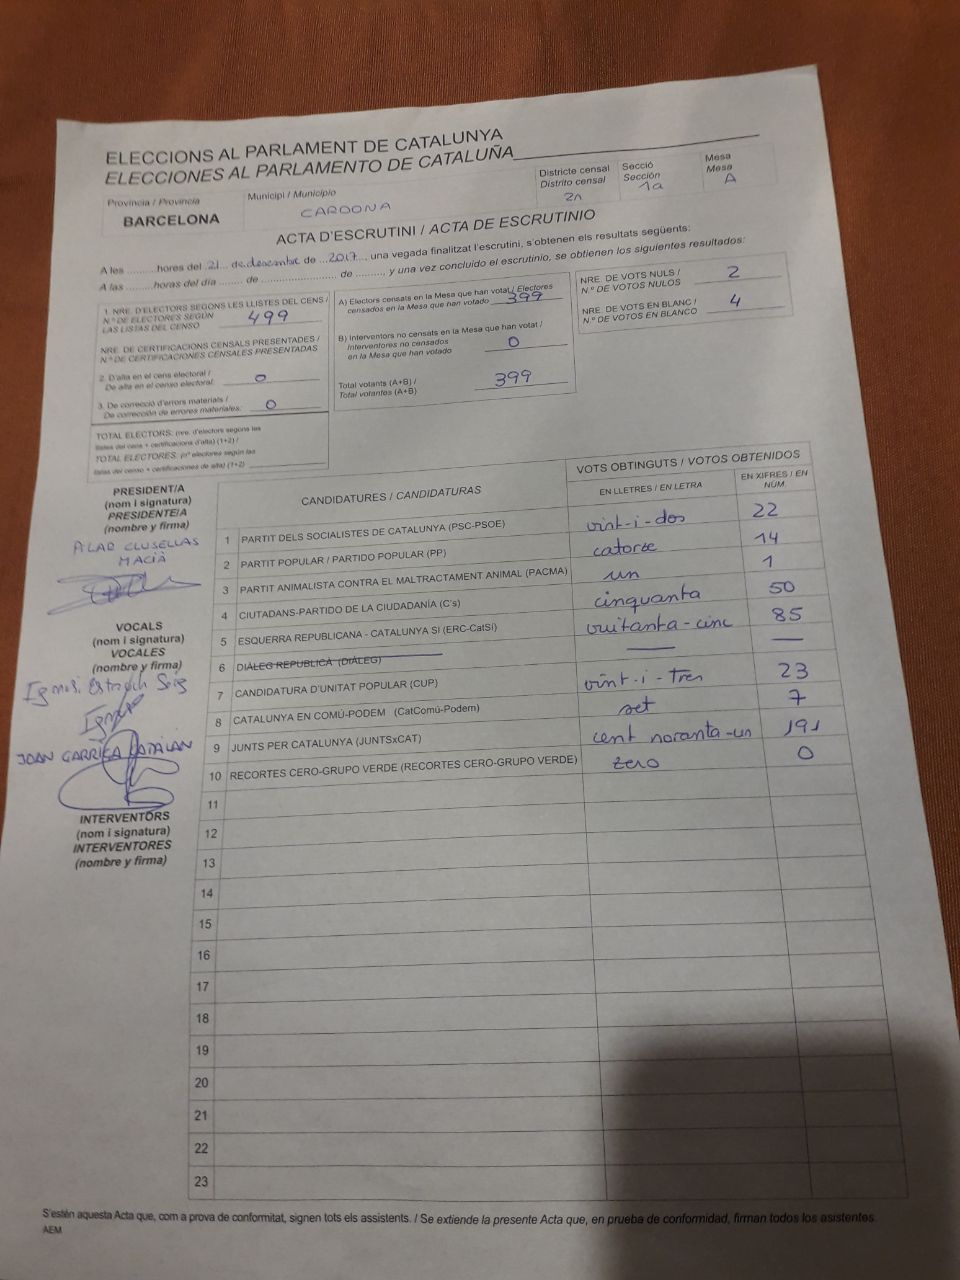 ELECCIONS AL PARLAMENT DE CATALUNYA
ELECCIONES AL PARLAMENTO DE CATALUÑA
Província / Provincia
BARCELONA
Municipi / Municipio
CARDONA
Districte censal
Distrito censal
2n
Secció
Sección
1a
Mesa
Mesa
A
ACTA D'ESCRUTINI / ACTA DE ESCRUTINIO
A les ........ hores del 21 de desembre de 2017, una vegada finalitzat l'escrutini, s'obtenen els resultats següents:
A las ........ horas del día ........ de ........ de ........, y una vez concluido el escrutinio, se obtienen los siguientes resultados:
1. NRE. D'ELECTORS SEGONS LES LLISTES DEL CENS /
N.º DE ELECTORES SEGÚN
LAS LISTAS DEL CENSO
499
NRE. DE CERTIFICACIONS CENSALS PRESENTADES /
N.º DE CERTIFICACIONES CENSALES PRESENTADAS
2. D'alta en el cens electoral /
De alta en el censo electoral:
0
3. De correcció d'errors materials /
De corrección de errores materiales:
0
TOTAL ELECTORS: (nre. d'electors segons les
llistes del cens + certificacions d'alta) (1+2) /
TOTAL ELECTORES: (nº electores según las
listas del censo + certificaciones de alta) (1+2)
A) Electors censats en la Mesa que han votat / Electores
censados en la Mesa que han votado
399
B) Interventors no censats en la Mesa que han votat /
Interventores no censados
en la Mesa que han votado
0
Total votants (A+B) /
Total votantes (A+B)
399
NRE. DE VOTS NULS /
N.º DE VOTOS NULOS
2
NRE. DE VOTS EN BLANC /
N.º DE VOTOS EN BLANCO
4
PRESIDENT/A
(nom i signatura)
PRESIDENTE/A
(nombre y firma)
PILAR CLUSELLAS
MACIÀ
VOCALS
(nom i signatura)
VOCALES
(nombre y firma)
JOAN GARRIGA CATALAN
INTERVENTORS
(nom i signatura)
INTERVENTORES
(nombre y firma)
CANDIDATURES / CANDIDATURAS
VOTS OBTINGUTS / VOTOS OBTENIDOS
EN LLETRES / EN LETRA
EN XIFRES / EN NÚM.
1 PARTIT DELS SOCIALISTES DE CATALUNYA (PSC-PSOE) vint-i-dos 22
2 PARTIT POPULAR / PARTIDO POPULAR (PP) catorze 14
3 PARTIT ANIMALISTA CONTRA EL MALTRACTAMENT ANIMAL (PACMA) un 1
4 CIUTADANS-PARTIDO DE LA CIUDADANÍA (C's) cinquanta 50
5 ESQUERRA REPUBLICANA - CATALUNYA SÍ (ERC-CatSí) vuitanta-cinc 85
6 DIÀLEG REPUBLICÀ (DIÀLEG) — —
7 CANDIDATURA D'UNITAT POPULAR (CUP) vint-i-tres 23
8 CATALUNYA EN COMÚ-PODEM (CatComú-Podem) set 7
9 JUNTS PER CATALUNYA (JUNTSxCAT) cent noranta-un 191
10 RECORTES CERO-GRUPO VERDE (RECORTES CERO-GRUPO VERDE) zero 0
11
12
13
14
15
16
17
18
19
20
21
22
23
S'estén aquesta Acta que, com a prova de conformitat, signen tots els assistents. / Se extiende la presente Acta que, en prueba de conformidad, firman todos los asistentes.
AEM